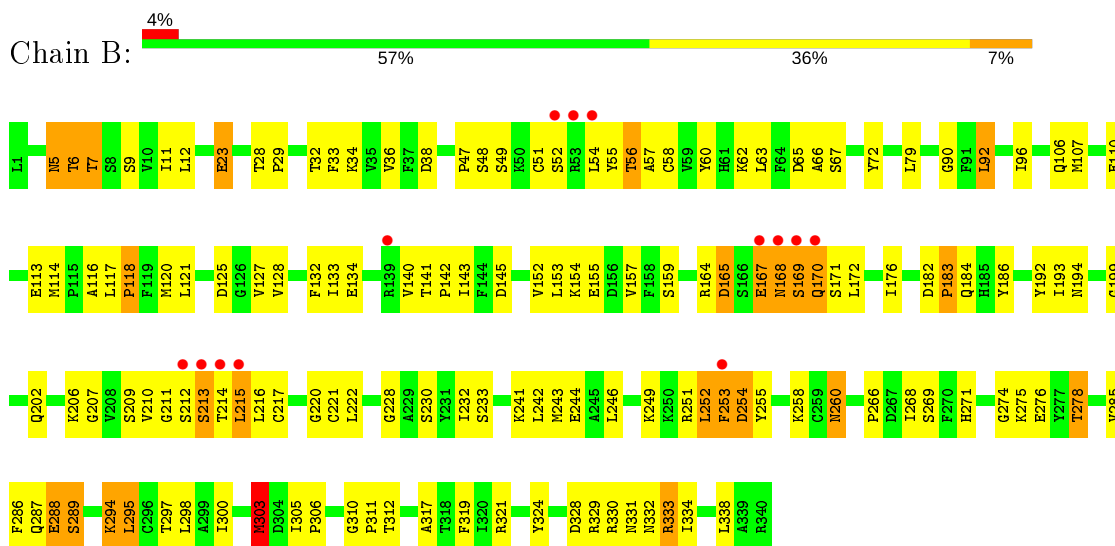 4%
Chain B:
57% 36% 7%
L1 N5 T6 T7 S8 S9 V10 I11 L12 E23 T28 P29 T32 F33 K34 V35 V36 F37 D38 P47 S48 S49 K50 C51 S52 R53 L54 Y55 T56 A57 C58 V59 Y60 H61 K62 L63 F64 D65 A66 S67 Y72 L79 G90 F91 L92 I96 Q106 M107 E110
E113 M114 P115 A116 L117 P118 F119 M120 L121 D125 G126 V127 V128 F132 I133 E134 R139 V140 T141 P142 I143 F144 D145 V152 L153 K154 E155 D156 V157 F158 S159 R164 D165 S166 E167 N168 S169 Q170 S171 L172 I176 D182 P183 Q184 H185 Y186 Y192 I193 N194 G199
Q202 K206 G207 V208 S209 V210 G211 S212 S213 T214 L215 L216 C217 G220 C221 L222 G228 A229 S230 Y231 I232 S233 K241 L242 M243 E244 A245 L246 K249 K250 R251 L252 F253 D254 Y255 K258 C259 N260 P266 D267 I268 S269 F270 H271 G274 K275 E276 Y277 T278
F286 Q287 E288 S289 K294 L295 C296 T297 L298 A299 I300 M303 D304 I305 P306 G310 P311 T312 A317 T318 F319 I320 R321 Y324 D328 R329 R330 N331 N332 R333 I334 L338 A339 R340